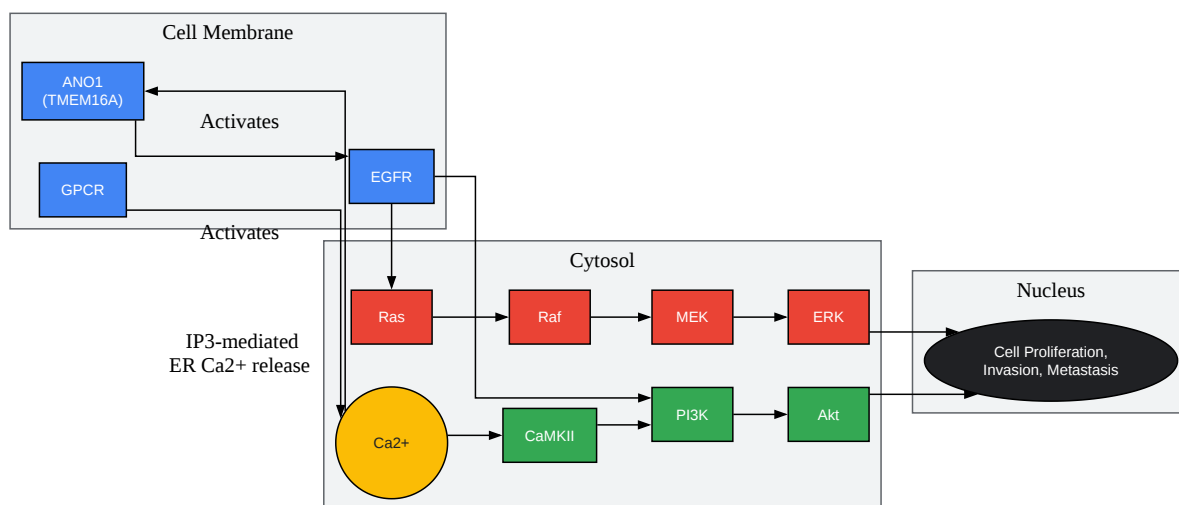 Cell Membrane
ANO1
(TMEM16A)
Activates
GPCR
EGFR
Activates
Cytosol
Nucleus
Ras
Raf
MEK
ERK
IP3-mediated
ER Ca2+ release
Cell Proliferation,
Invasion, Metastasis
Ca2+
CaMKII
PI3K
Akt